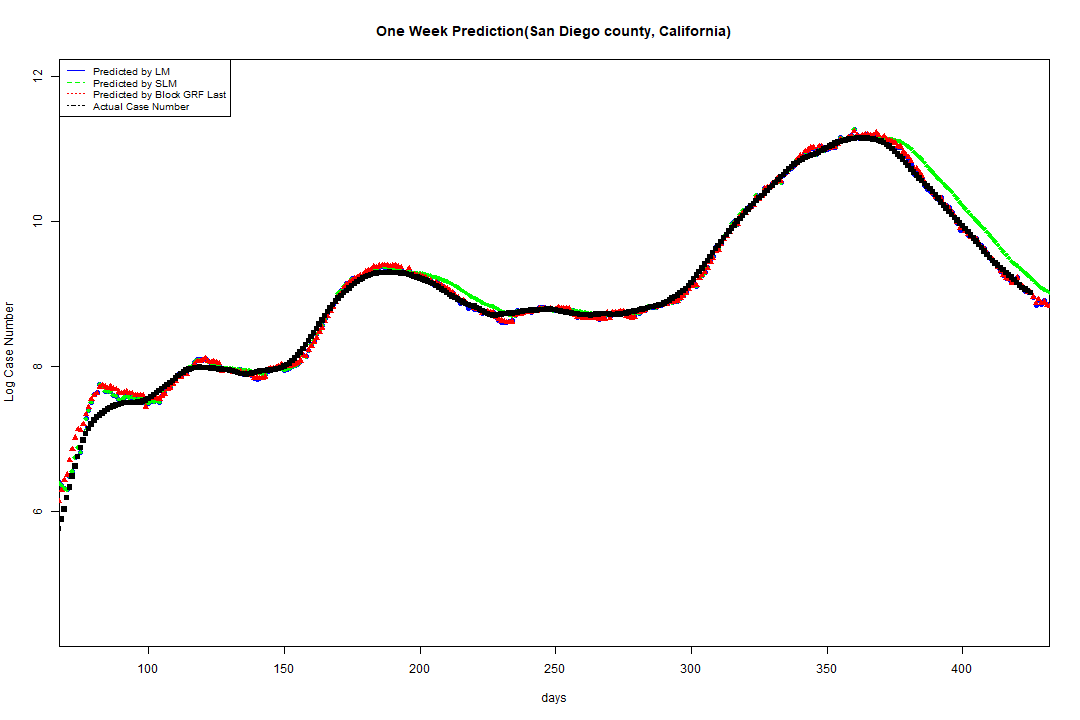 One Week Prediction(San Diego county, California)
Predicted by LM
Predicted by SLM
Predicted by Block GRF Last
Actual Case Number
12
10
8
6
Log Case Number
100 150 200 250 300 350 400
days